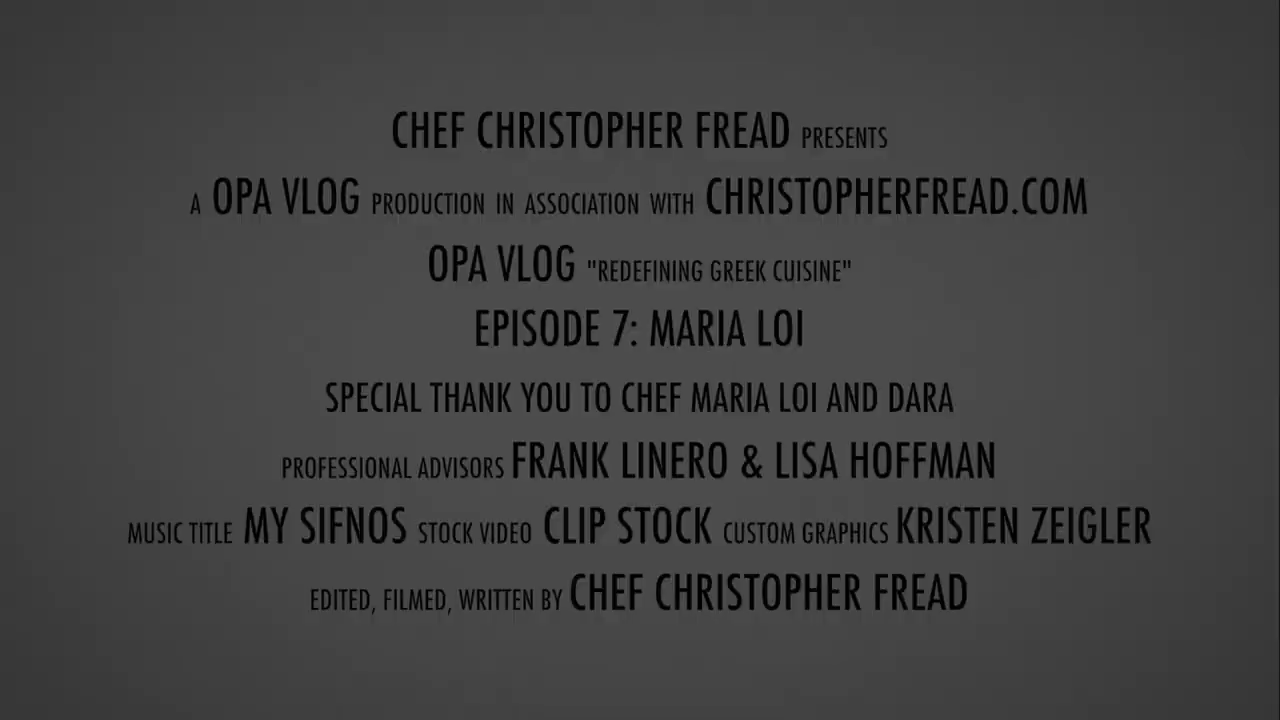 CHEF CHRISTOPHER FREAD PRESENTS
A OPA VLOG PRODUCTION IN ASSOCIATION WITH CHRISTOPHERFREAD.COM
OPA VLOG "REDEFINING GREEK CUISINE"
EPISODE 7: MARIA LOI
SPECIAL THANK YOU TO CHEF MARIA LOI AND DARA
PROFESSIONAL ADVISORS FRANK LINERO & LISA HOFFMAN
MUSIC TITLE MY SIFNOS STOCK VIDEO CLIP STOCK CUSTOM GRAPHICS KRISTEN ZEIGLER
EDITED, FILMED, WRITTEN BY CHEF CHRISTOPHER FREAD